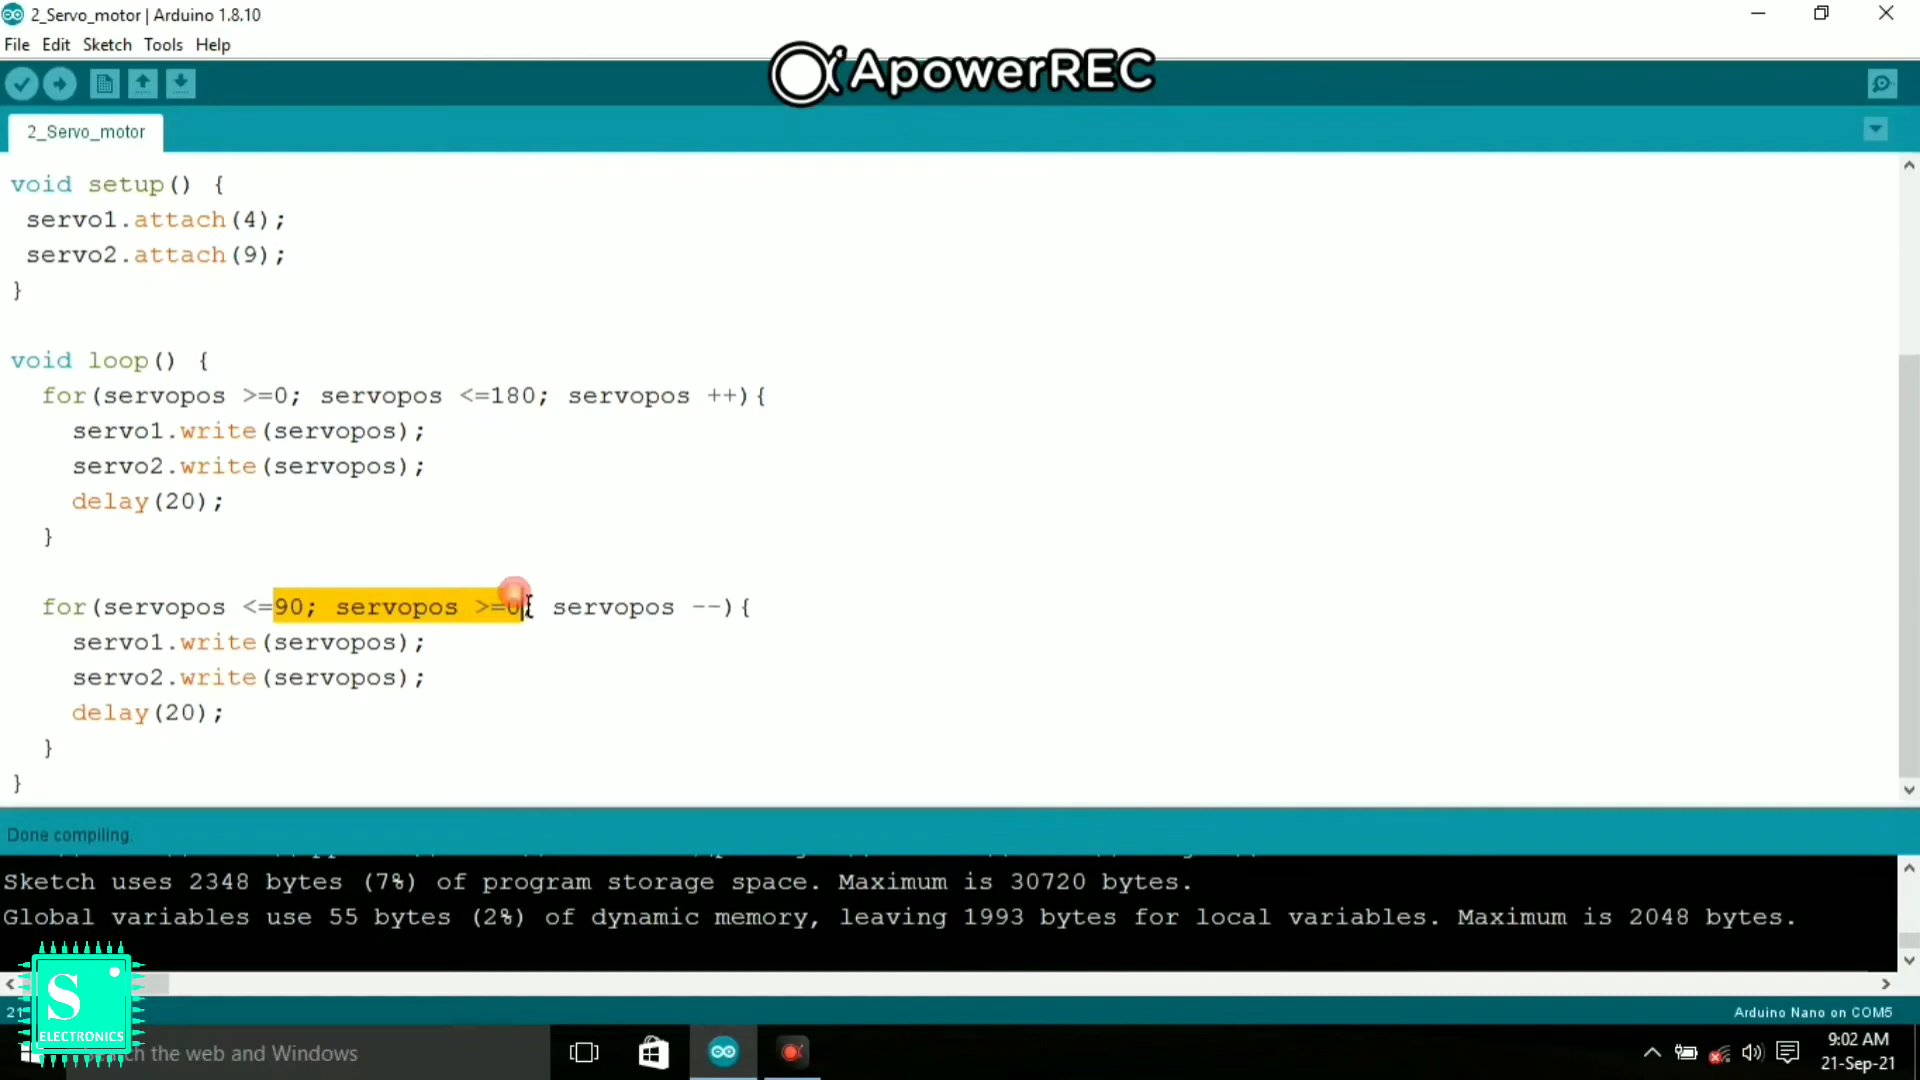 2_Servo_motor | Arduino 1.8.10
File Edit Sketch Tools Help
ApowerREC
2_Servo_motor
void setup() {
servo1.attach(4);
servo2.attach(9);
}
void loop() {
for(servopos >=0; servopos <=180; servopos ++){
servo1.write(servopos);
servo2.write(servopos);
delay(20);
}
for(servopos <=90; servopos >=0; servopos --){
servo1.write(servopos);
servo2.write(servopos);
delay(20);
}
}
Done compiling.
Sketch uses 2348 bytes (7%) of program storage space. Maximum is 30720 bytes.
Global variables use 55 bytes (2%) of dynamic memory, leaving 1993 bytes for local variables. Maximum is 2048 bytes.
S
ELECTRONICS
Arduino Nano on COM5
the web and Windows
9:02 AM
21-Sep-21